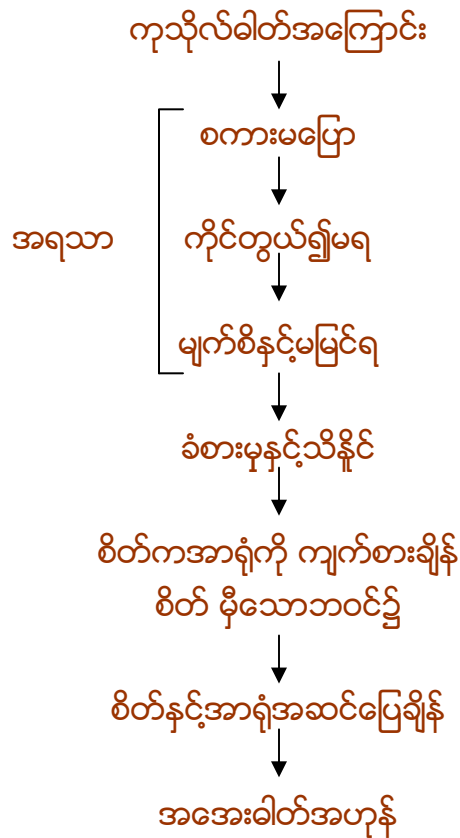 ကုသိုလ်ဓါတ်အကြောင်း
စကားမပြော
အရသာ
ကိုင်တွယ်၍မရ
မျက်စိနှင့်မမြင်ရ
ခံစားမှုနှင့်သိနိူင်
စိတ်ကအာရုံကို ကျက်စားချိန်
စိတ် မှီသောဘဝင်၌
စိတ်နှင့်အာရုံအဆင်ပြေချိန်
အအေးဓါတ်အဟုန်